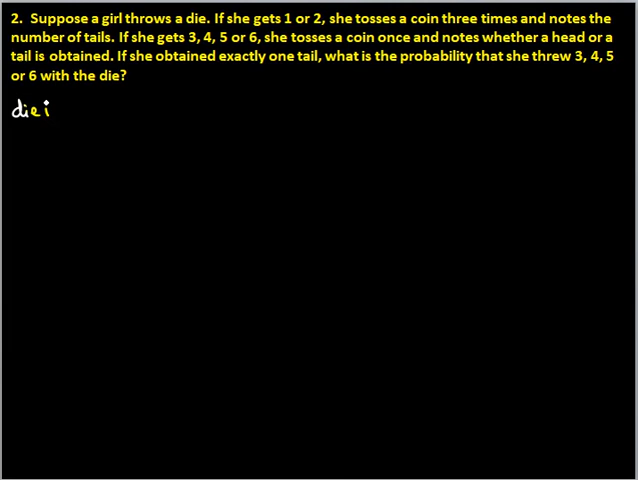 2. Suppose a girl throws a die. If she gets 1 or 2, she tosses a coin three times and notes the
number of tails. If she gets 3, 4, 5 or 6, she tosses a coin once and notes whether a head or a
tail is obtained. If she obtained exactly one tail, what is the probability that she threw 3, 4, 5
or 6 with the die?
die i